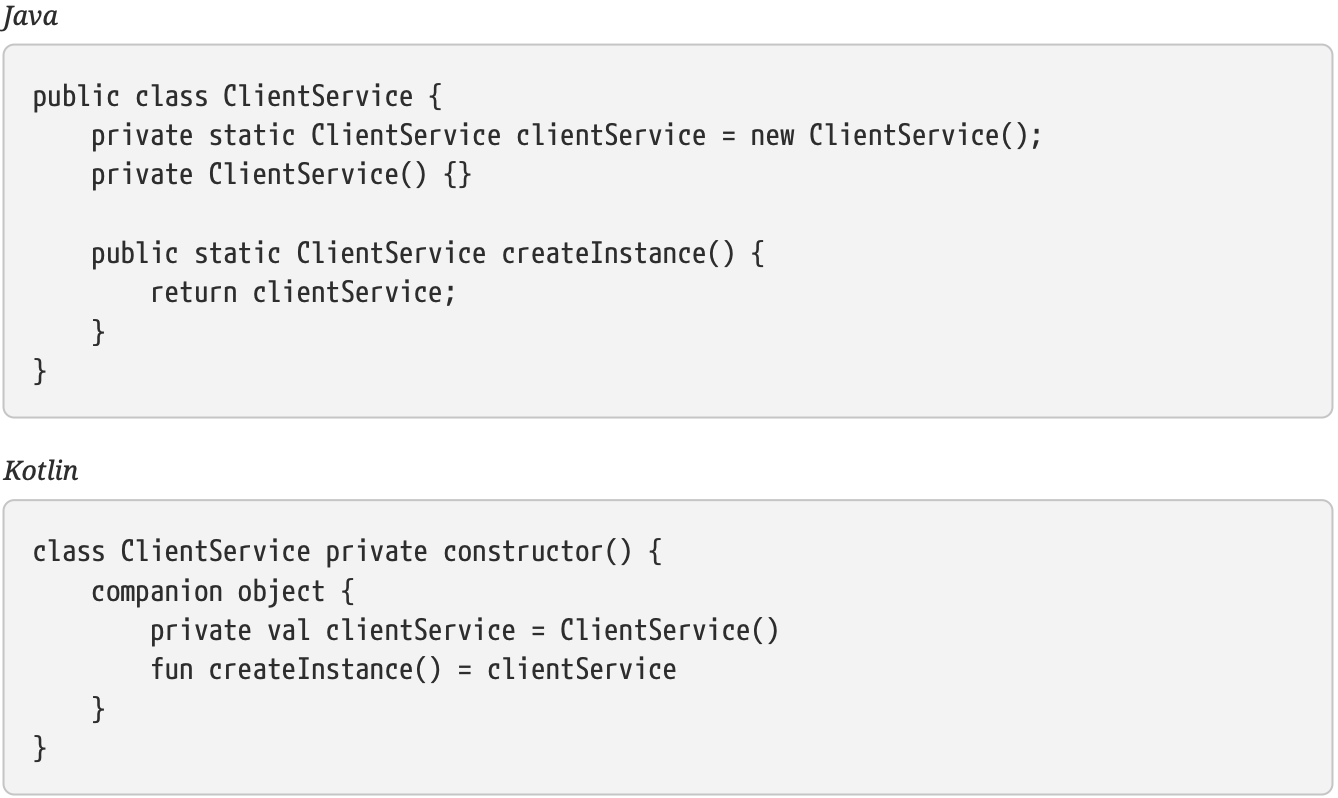 Java
public class ClientService {
    private static ClientService clientService = new ClientService();
    private ClientService() {}

    public static ClientService createInstance() {
        return clientService;
    }
}
Kotlin
class ClientService private constructor() {
    companion object {
        private val clientService = ClientService()
        fun createInstance() = clientService
    }
}